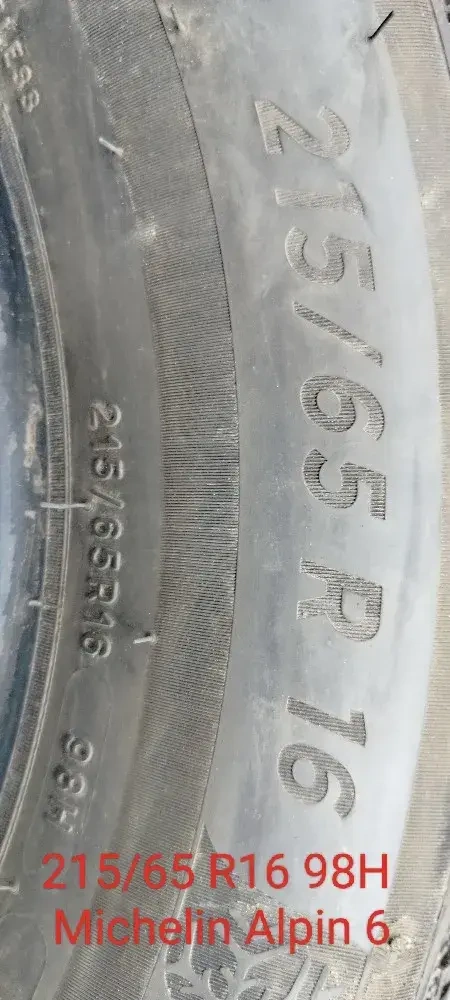 215/65 R 16
215/65R16 98H
215/65 R16 98H
Michelin Alpin 6